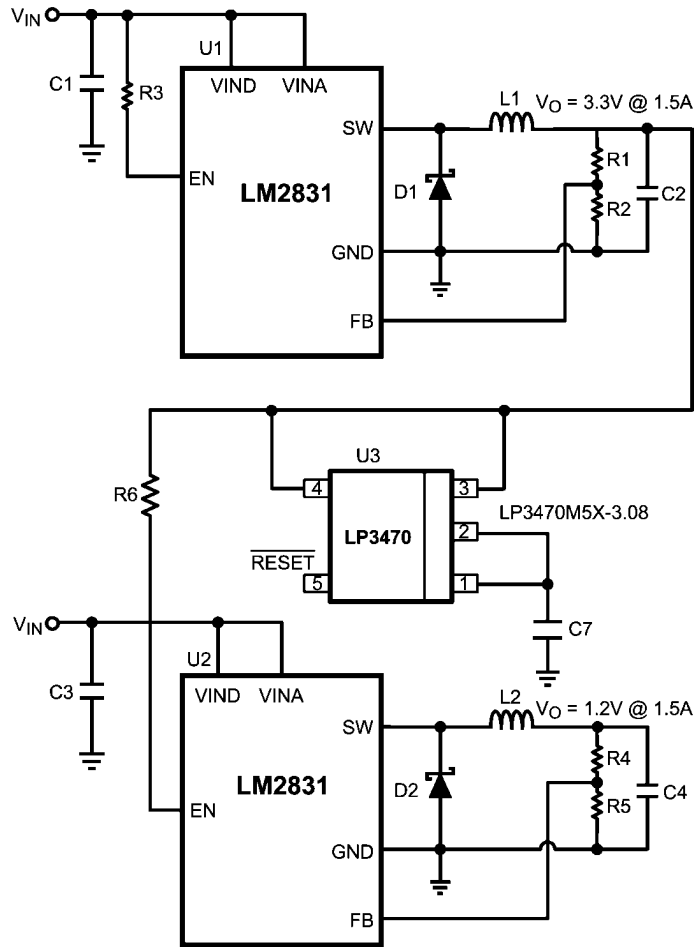 VIN
C1
R3
U1
VIND
VINA
EN
LM2831
SW
GND
FB
L1
VO = 3.3V @ 1.5A
D1
R1
R2
C2
R6
U3
4
3
LP3470
2
LP3470M5X-3.08
RESET
5
1
C7
VIN
C3
U2
VIND
VINA
EN
LM2831
SW
GND
FB
L2
VO = 1.2V @ 1.5A
D2
R4
R5
C4